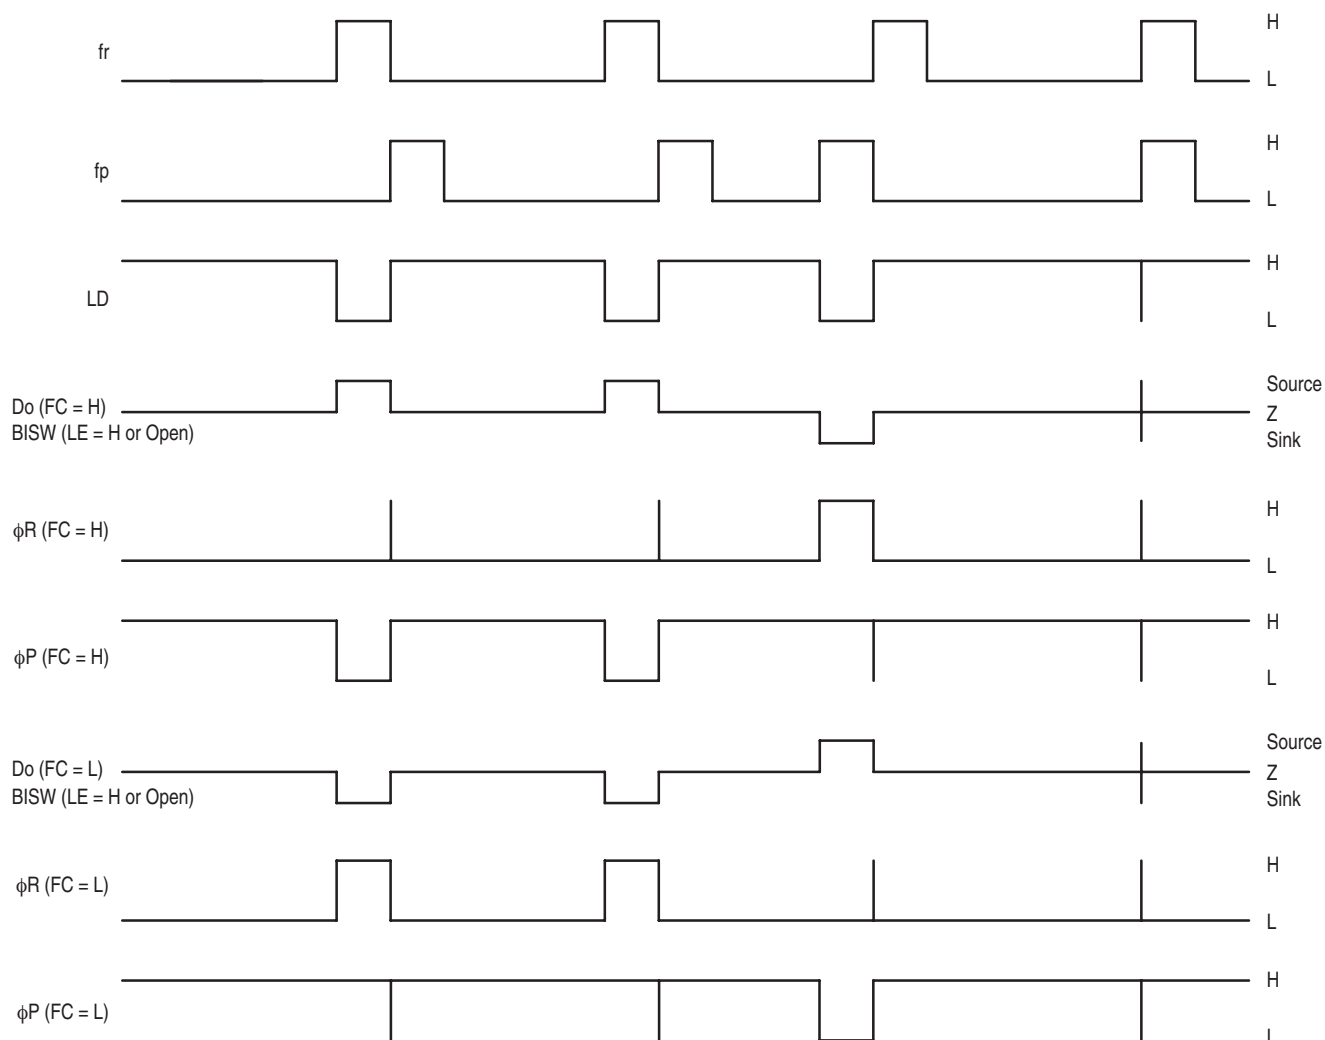 fr
H
L
fp
H
L
LD
H
L
Do (FC = H)
BISW (LE = H or Open)
Source
Z
Sink
ϕR (FC = H)
H
L
ϕP (FC = H)
H
L
Do (FC = L)
BISW (LE = H or Open)
Source
Z
Sink
ϕR (FC = L)
H
L
ϕP (FC = L)
H
L